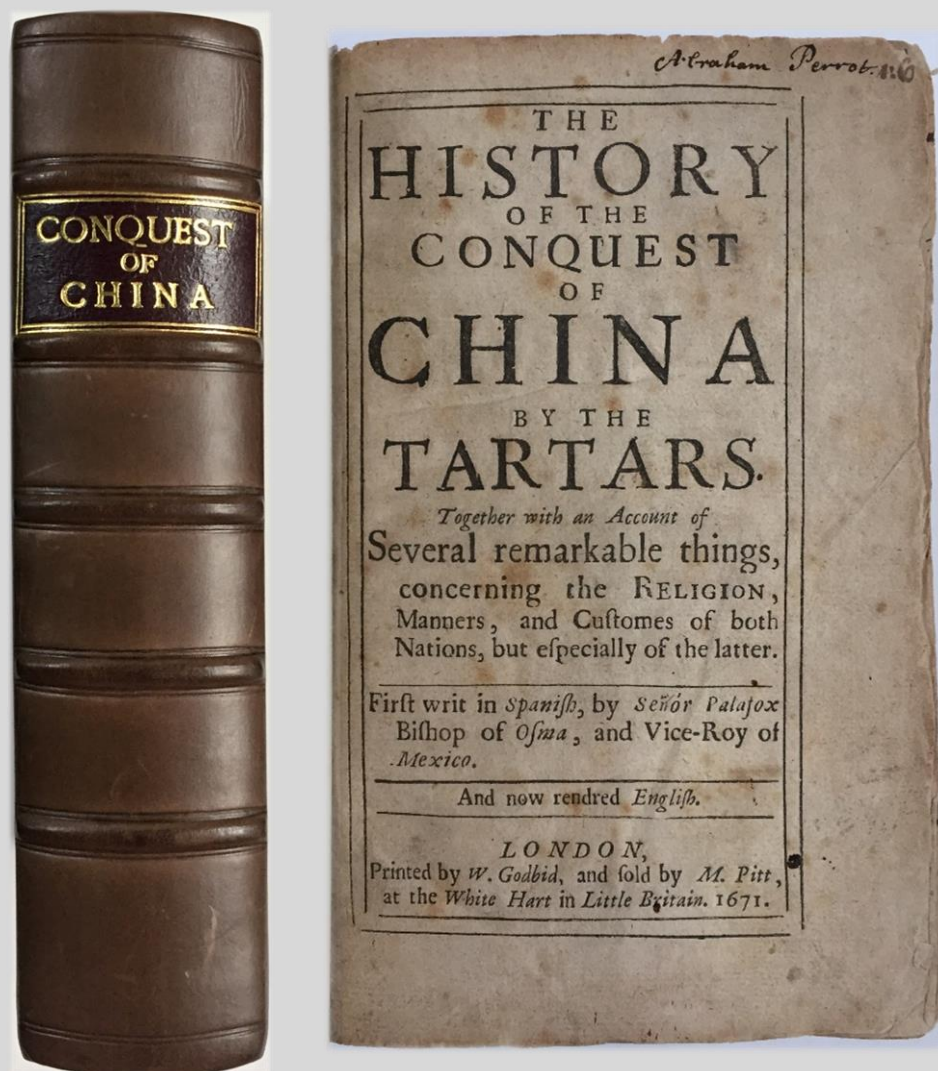 CONQUEST
OF
CHINA
Abraham Perrot.
THE
HISTORY
OF THE
CONQUEST
OF
CHINA
BY THE
TARTARS.
Together with an Account of
Several remarkable things,
concerning the RELIGION,
Manners, and Cuſtomes of both
Nations, but eſpecially of the latter.
Firſt writ in Spaniſh, by Señór Palafox
Biſhop of Oſma, and Vice-Roy of
Mexico.
And now rendred Engliſh.
LONDON,
Printed by W. Godbid, and ſold by M. Pitt,
at the White Hart in Little Britain. 1671.